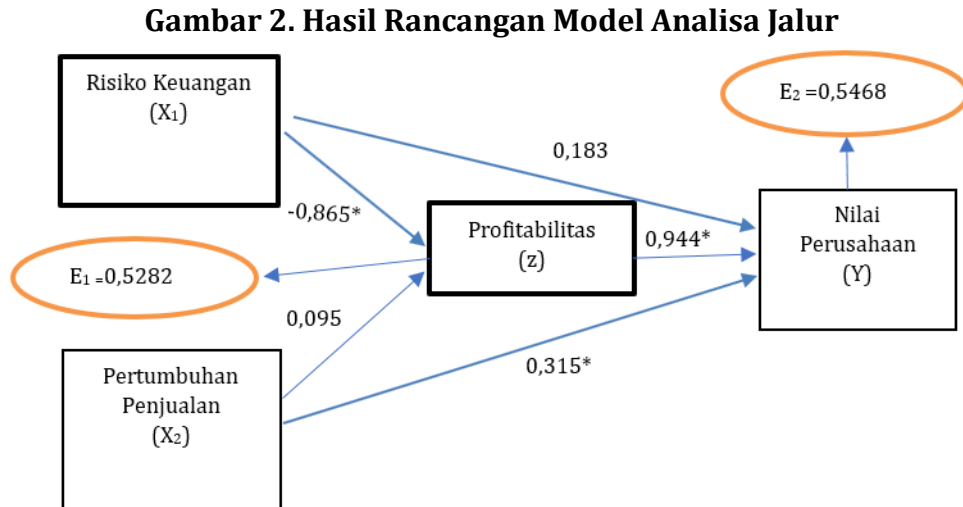 Gambar 2. Hasil Rancangan Model Analisa Jalur
Risiko Keuangan
(X₁)
E₂ =0,5468
0,183
-0,865*
Profitabilitas
(z)
0,944*
Nilai
Perusahaan
(Y)
E₁ =0,5282
0,095
0,315*
Pertumbuhan
Penjualan
(X₂)